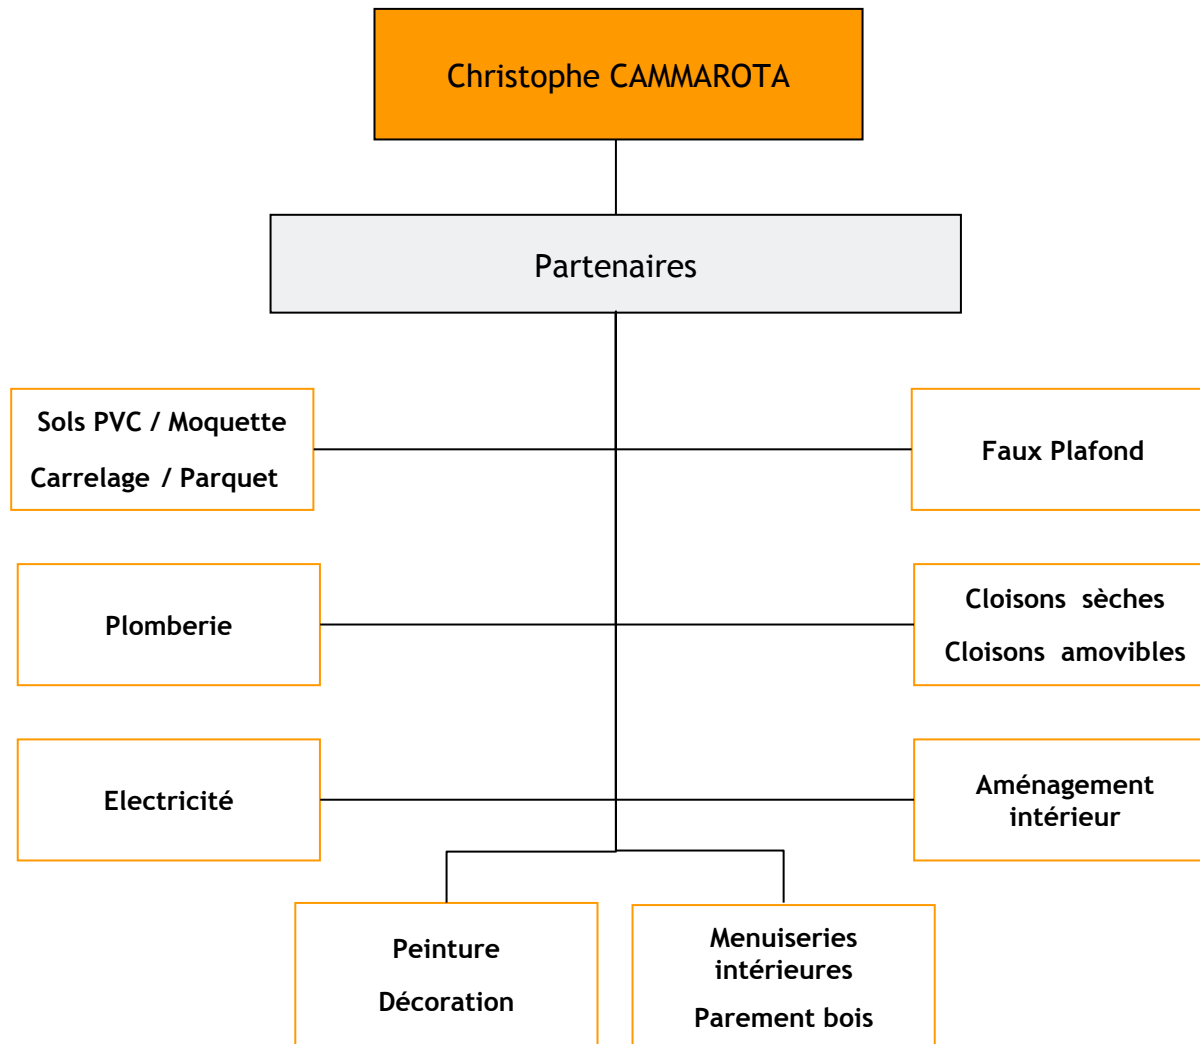 Christophe CAMMAROTA
Partenaires
Sols PVC / Moquette
Carrelage / Parquet
Faux Plafond
Plomberie
Cloisons sèches
Cloisons amovibles
Electricité
Aménagement
intérieur
Peinture
Décoration
Menuiseries
intérieures
Parement bois